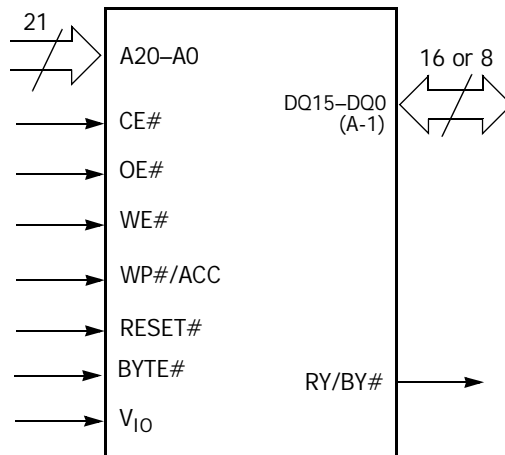 21
A20–A0
16 or 8
DQ15–DQ0
(A-1)
CE#
OE#
WE#
WP#/ACC
RESET#
BYTE#
RY/BY#
VIO